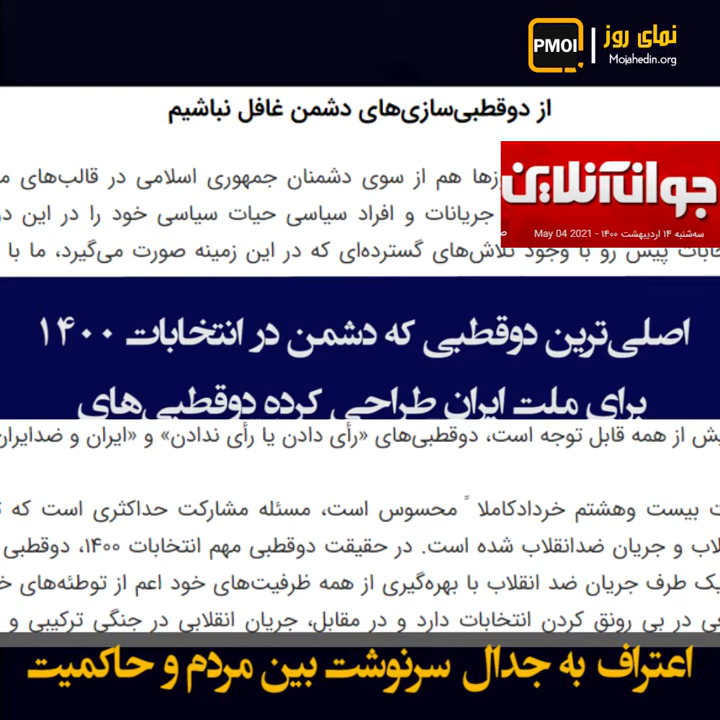 PMOI
نمای روز
Mojahedin.org
از دوقطبی‌سازی‌های دشمن غافل نباشیم
هم از سوی دشمنان جمهوری اسلامی در قالب‌های
جوان‌آنلاین
جریانات و افراد سیاسی حیات سیاسی خود را در این
سه‌شنبه ۱۴ اردیبهشت ۱۴۰۰ - May 04 2021
پیش رو با وجود تلاش‌های گسترده‌ای که در این زمینه صورت می‌گیرد، ما با
اصلی‌ترین دوقطبی که دشمن در انتخابات ۱۴۰۰
برای ملت ایران طراحی کرده دوقطبی‌های
از همه قابل توجه است، دوقطبی‌های «رأی دادن یا رأی ندادن» و «ایران و ضدایران
بیست وهشتم خردادکاملا ً محسوس است، مسئله مشارکت حداکثری است که
و جریان ضدانقلاب شده است. در حقیقت دوقطبی مهم انتخابات ۱۴۰۰، دوقطبی
یک طرف جریان ضد انقلاب با بهره‌گیری از همه ظرفیت‌های خود اعم از توطئه‌های
در بی رونق کردن انتخابات دارد و در مقابل، جریان انقلابی در جنگی ترکیبی و
اعتراف به جدال سرنوشت بین مردم و حاکمیت